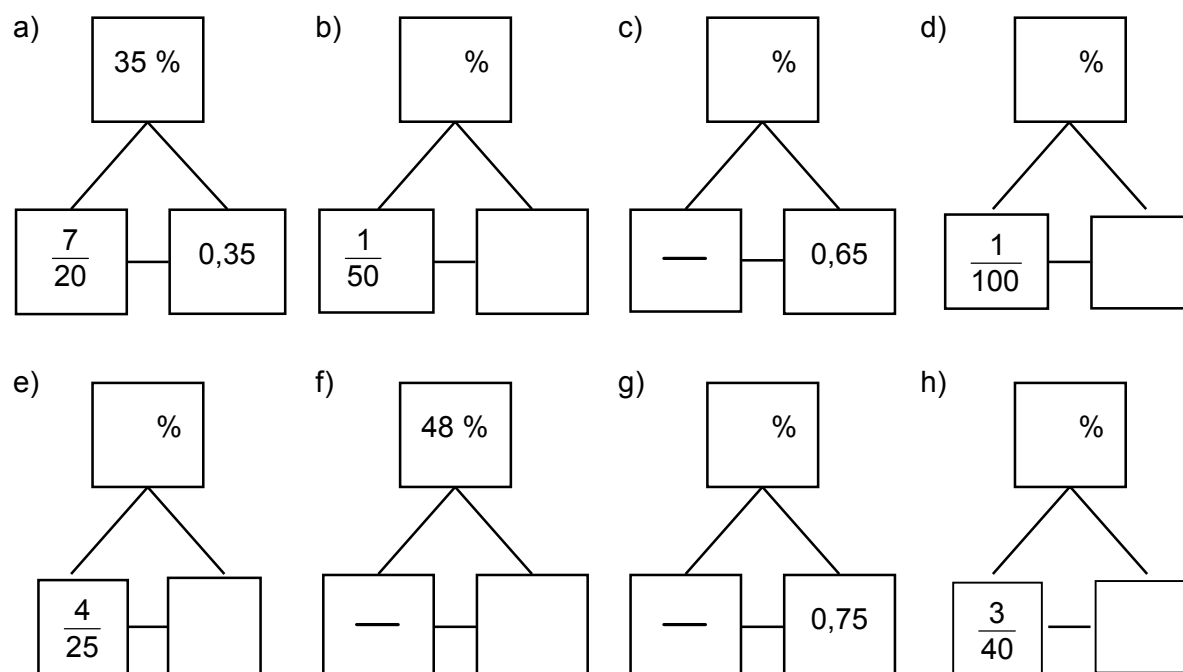 a) b) c) d)
35 % % % %
7/20 0,35 1/50 0,65 1/100
e) f) g) h)
% 48 % % %
4/25 0,75 3/40